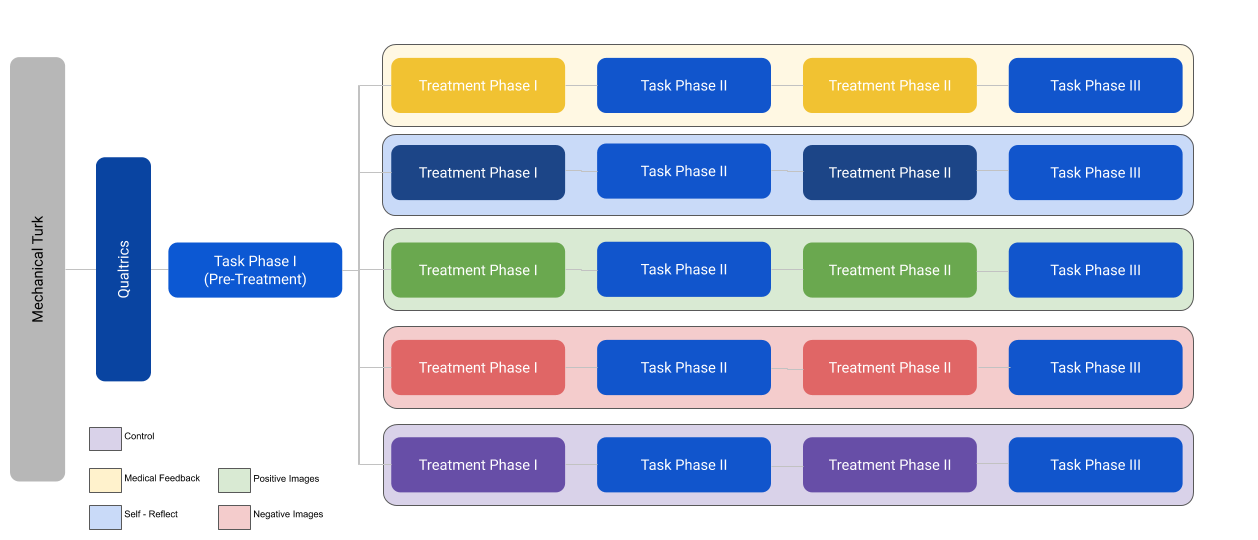 Mechanical Turk
Qualtrics
Task Phase I
(Pre-Treatment)
Treatment Phase I
Task Phase II
Treatment Phase II
Task Phase III
Treatment Phase I
Task Phase II
Treatment Phase II
Task Phase III
Treatment Phase I
Task Phase II
Treatment Phase II
Task Phase III
Treatment Phase I
Task Phase II
Treatment Phase II
Task Phase III
Treatment Phase I
Task Phase II
Treatment Phase II
Task Phase III
Control
Medical Feedback
Positive Images
Self - Reflect
Negative Images